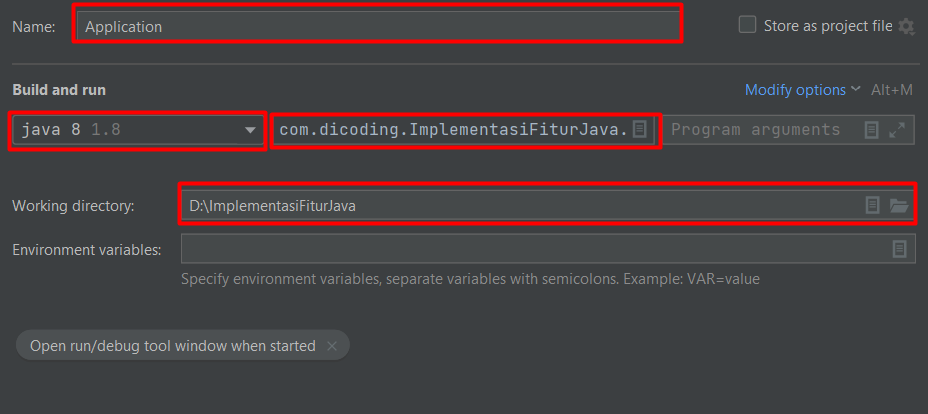 Name: Application Store as project file
Build and run Modify options Alt+M
java 8 1.8 com.dicoding.ImplementasiFiturJava. Program arguments
Working directory: D:\ImplementasiFiturJava
Environment variables:
Specify environment variables, separate variables with semicolons. Example: VAR=value
Open run/debug tool window when started ×